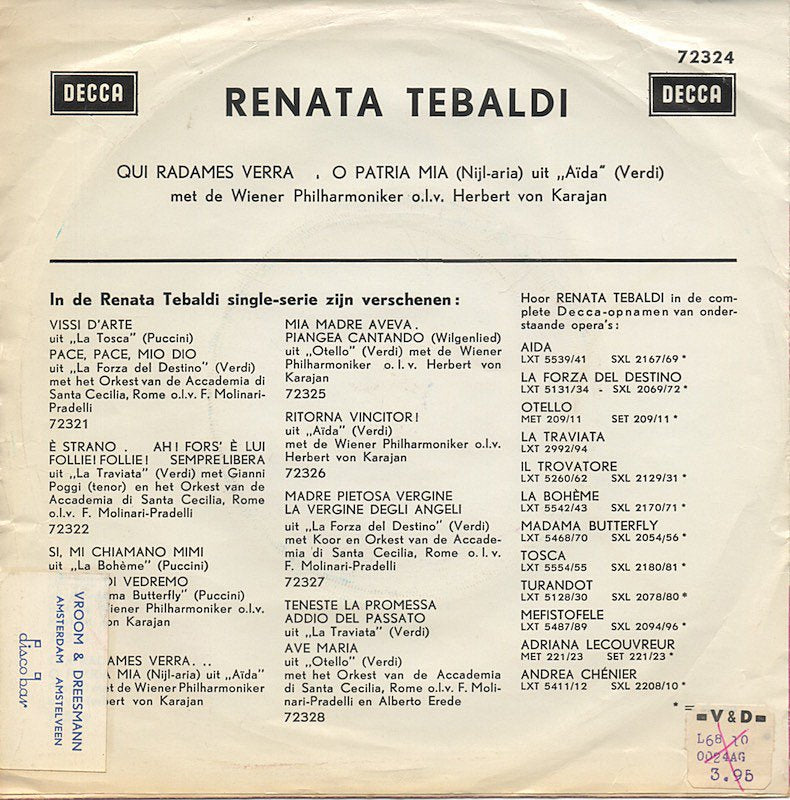 72324
DECCA
RENATA TEBALDI
DECCA
QUI RADAMES VERRA . O PATRIA MIA (Nijl-aria) uit „Aïda" (Verdi)
met de Wiener Philharmoniker o.l.v. Herbert von Karajan
In de Renata Tebaldi single-serie zijn verschenen :
VISSI D'ARTE
uit „La Tosca" (Puccini)
PACE, PACE, MIO DIO
uit „La Forza del Destino" (Verdi)
met het Orkest van de Accademia di
Santa Cecilia, Rome o.l.v. F. Molinari-
Pradelli
72321
È STRANO . . AH! FORS' È LUI
FOLLIE! FOLLIE! SEMPRE LIBERA
uit „La Traviata" (Verdi) met Gianni
Poggi (tenor) en het Orkest van de
Accademia di Santa Cecilia, Rome
o.l.v. F. Molinari-Pradelli
72322
SI, MI CHIAMANO MIMI
uit „La Bohème" (Puccini)
DI VEDREMO
ma Butterfly" (Puccini)
iener Philharmoniker o.l.v.
on Karajan
AMES VERRA. . .
A MIA (Nijl-aria) uit „Aïda"
t de Wiener Philharmoniker
bert von Karajan
MIA MADRE AVEVA .
PIANGEA CANTANDO (Wilgenlied)
uit „Otello" (Verdi) met de Wiener
Philharmoniker o. l. v. Herbert von
Karajan
72325
RITORNA VINCITOR!
uit „Aïda" (Verdi)
met de Wiener Philharmoniker o.l.v.
Herbert von Karajan
72326
MADRE PIETOSA VERGINE
LA VERGINE DEGLI ANGELI
uit „La Forza del Destino" (Verdi)
met Koor en Orkest van de Accade-
mia di Santa Cecilia, Rome o. l. v.
F. Molinari-Pradelli
72327
TENESTE LA PROMESSA
ADDIO DEL PASSATO
uit „La Traviata" (Verdi)
AVE MARIA
uit „Otello" (Verdi)
met het Orkest van de Accademia
di Santa Cecilia, Rome o.l.v. F. Moli-
nari-Pradelli en Alberto Erede
72328
Hoor RENATA TEBALDI in de com-
plete Decca-opnamen van onder-
staande opera's :
AIDA
LXT 5539/41 SXL 2167/69 *
LA FORZA DEL DESTINO
LXT 5131/34 - SXL 2069/72 *
OTELLO
MET 209/11 SET 209/11 *
LA TRAVIATA
LXT 2992/94
IL TROVATORE
LXT 5260/62 SXL 2129/31 *
LA BOHÈME
LXT 5542/43 SXL 2170/71 *
MADAMA BUTTERFLY
LXT 5468/70 SXL 2054/56 *
TOSCA
LXT 5554/55 SXL 2180/81 *
TURANDOT
LXT 5128/30 SXL 2078/80 *
MEFISTOFELE
LXT 5487/89 SXL 2094/96 *
ADRIANA LECOUVREUR
MET 221/23 SET 221/23 *
ANDREA CHÉNIER
LXT 5411/12 SXL 2208/10 *
* =
VROOM & DREESMANN
AMSTERDAM AMSTELVEEN
discobar
V & D
L68 10
0024AG
3.95